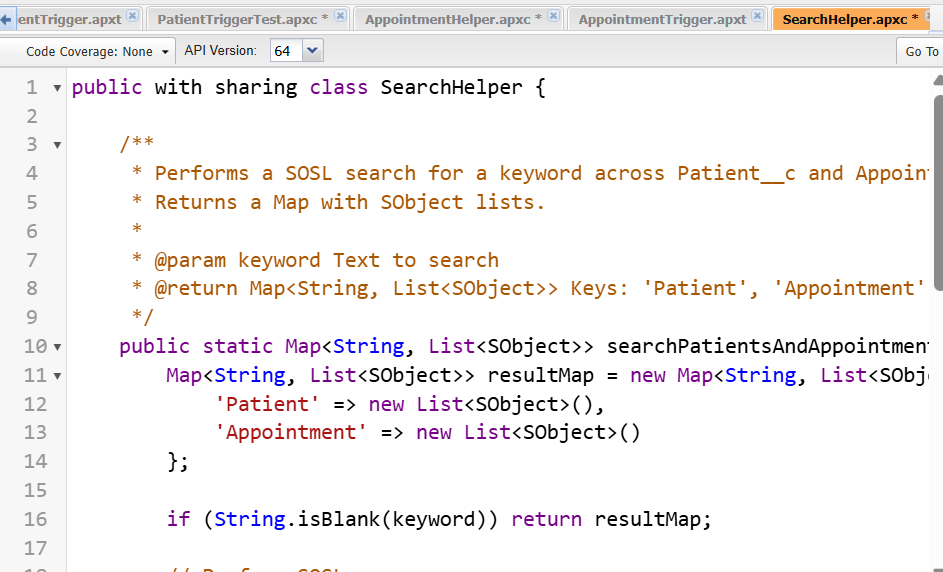 entTrigger.apxt PatientTriggerTest.apxc * AppointmentHelper.apxc * AppointmentTrigger.apxt SearchHelper.apxc *
Code Coverage: None API Version: 64 Go To
1 public with sharing class SearchHelper {
2
3 /**
4 * Performs a SOSL search for a keyword across Patient__c and Appoin
5 * Returns a Map with SObject lists.
6 *
7 * @param keyword Text to search
8 * @return Map<String, List<SObject>> Keys: 'Patient', 'Appointment'
9 */
10 public static Map<String, List<SObject>> searchPatientsAndAppointmen
11 Map<String, List<SObject>> resultMap = new Map<String, List<SObj
12 'Patient' => new List<SObject>(),
13 'Appointment' => new List<SObject>()
14 };
15
16 if (String.isBlank(keyword)) return resultMap;
17